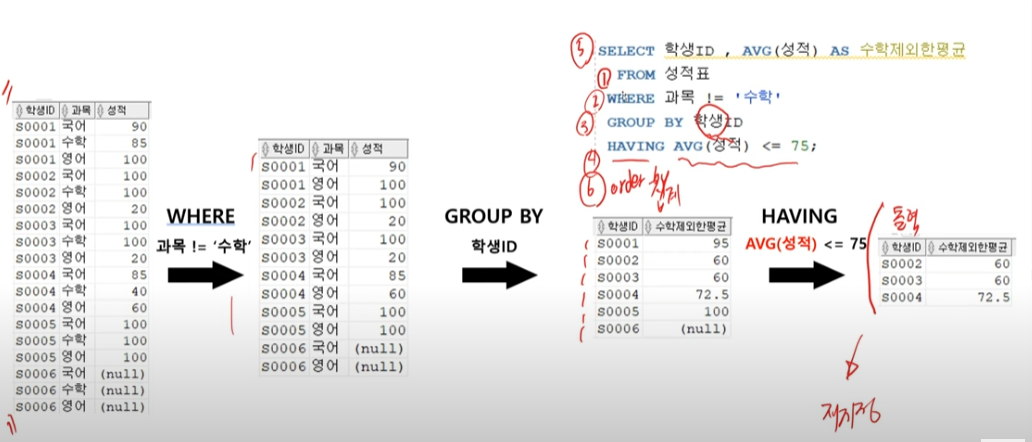 ⑤ SELECT 학생ID , AVG(성적) AS 수학제외한평균
① FROM 성적표
② WHERE 과목 != '수학'
③ GROUP BY 학생ID
④ HAVING AVG(성적) <= 75;
⑥ order by
학생ID 과목 성적
S0001 국어 90
S0001 수학 85
S0001 영어 100
S0002 국어 100
S0002 수학 100
S0002 영어 20
S0003 국어 100
S0003 수학 100
S0003 영어 20
S0004 국어 85
S0004 수학 40
S0004 영어 60
S0005 국어 100
S0005 수학 100
S0005 영어 100
S0006 국어 (null)
S0006 수학 (null)
S0006 영어 (null)
WHERE
과목 != '수학'
학생ID 과목 성적
S0001 국어 90
S0001 영어 100
S0002 국어 100
S0002 영어 20
S0003 국어 100
S0003 영어 20
S0004 국어 85
S0004 영어 60
S0005 국어 100
S0005 영어 100
S0006 국어 (null)
S0006 영어 (null)
GROUP BY
학생ID
학생ID 수학제외한평균
S0001 95
S0002 60
S0003 60
S0004 72.5
S0005 100
S0006 (null)
HAVING
AVG(성적) <= 75
출력
학생ID 수학제외한평균
S0002 60
S0003 60
S0004 72.5